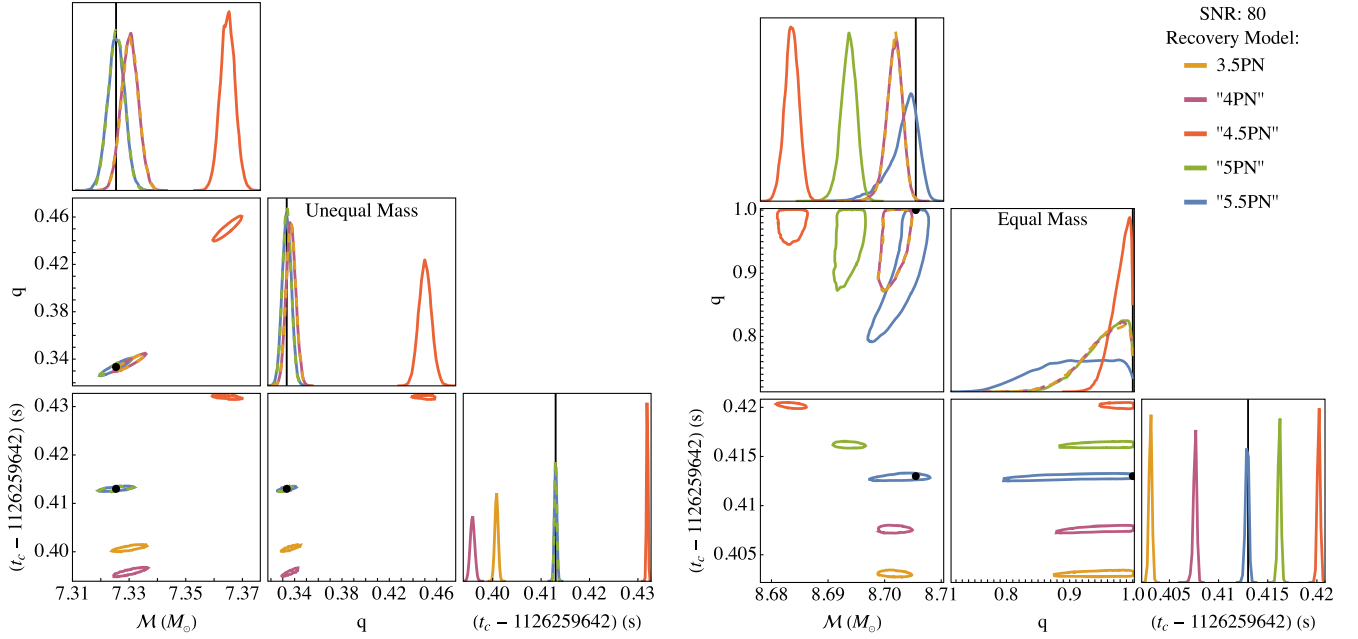 SNR: 80
Recovery Model:
3.5PN
"4PN"
"4.5PN"
"5PN"
"5.5PN"
Unequal Mass
0.46
0.42
0.38
0.34
q
0.43
0.42
0.41
0.40
(t_c − 1126259642) (s)
7.31 7.33 7.35 7.37
ℳ (M_⊙)
0.34 0.38 0.42 0.46
q
0.40 0.41 0.42 0.43
(t_c − 1126259642) (s)
Equal Mass
1.0
0.9
0.8
q
0.420
0.415
0.410
0.405
(t_c − 1126259642) (s)
8.68 8.69 8.70 8.71
ℳ (M_⊙)
0.8 0.9 1.0
q
0.405 0.41 0.415 0.42
(t_c − 1126259642) (s)